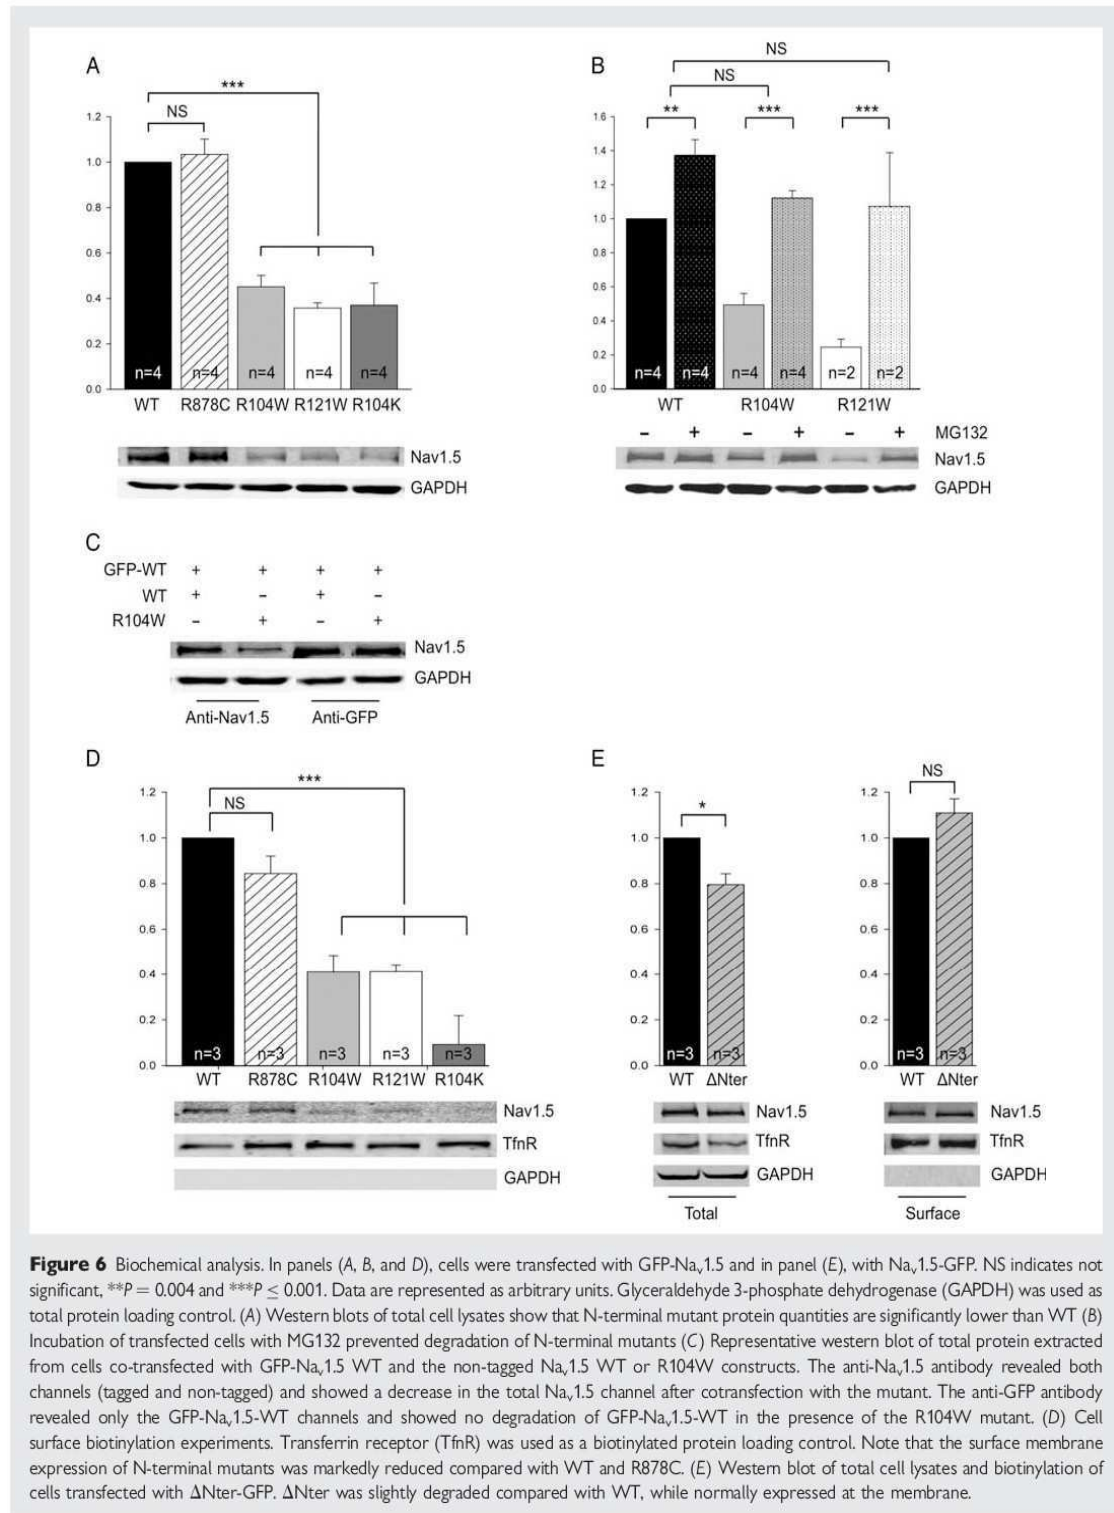 A
***
NS
1.2
1.0
0.8
0.6
0.4
0.2
0.0
n=4 n=4 n=4 n=4 n=4
WT R878C R104W R121W R104K
Nav1.5
GAPDH
B
NS
NS
** *** ***
1.6
1.4
1.2
1.0
0.8
0.6
0.4
0.2
0.0
n=4 n=4 n=4 n=4 n=2 n=2
WT R104W R121W
– + – + – + MG132
Nav1.5
GAPDH
C
GFP-WT + + + +
WT + – + –
R104W – + – +
Nav1.5
GAPDH
Anti-Nav1.5 Anti-GFP
D
***
NS
1.2
1.0
0.8
0.6
0.4
0.2
0.0
n=3 n=3 n=3 n=3 n=3
WT R878C R104W R121W R104K
Nav1.5
TfnR
GAPDH
E
*
1.2
1.0
0.8
0.6
0.4
0.2
0.0
n=3 n=3
WT ΔNter
Nav1.5
TfnR
GAPDH
Total
NS
1.2
1.0
0.8
0.6
0.4
0.2
0.0
n=3 n=3
WT ΔNter
Nav1.5
TfnR
GAPDH
Surface
Figure 6 Biochemical analysis. In panels (A, B, and D), cells were transfected with GFP-Nav1.5 and in panel (E), with Nav1.5-GFP. NS indicates not
significant, **P = 0.004 and ***P ≤ 0.001. Data are represented as arbitrary units. Glyceraldehyde 3-phosphate dehydrogenase (GAPDH) was used as
total protein loading control. (A) Western blots of total cell lysates show that N-terminal mutant protein quantities are significantly lower than WT (B)
Incubation of transfected cells with MG132 prevented degradation of N-terminal mutants (C) Representative western blot of total protein extracted
from cells co-transfected with GFP-Nav1.5 WT and the non-tagged Nav1.5 WT or R104W constructs. The anti-Nav1.5 antibody revealed both
channels (tagged and non-tagged) and showed a decrease in the total Nav1.5 channel after cotransfection with the mutant. The anti-GFP antibody
revealed only the GFP-Nav1.5-WT channels and showed no degradation of GFP-Nav1.5-WT in the presence of the R104W mutant. (D) Cell
surface biotinylation experiments. Transferrin receptor (TfnR) was used as a biotinylated protein loading control. Note that the surface membrane
expression of N-terminal mutants was markedly reduced compared with WT and R878C. (E) Western blot of total cell lysates and biotinylation of
cells transfected with ΔNter-GFP. ΔNter was slightly degraded compared with WT, while normally expressed at the membrane.